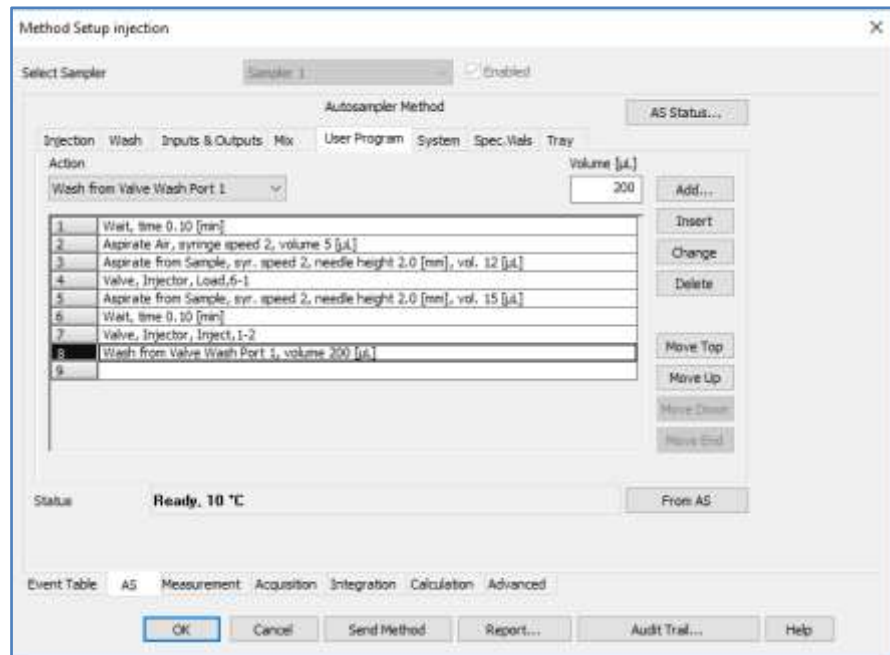 Method Setup injection
Select Sampler Sampler 1 Enabled
Autosampler Method AS Status...
Injection Wash Inputs & Outputs Mix User Program System Spec.Vials Tray
Action Volume [µL]
Wash from Valve Wash Port 1 200 Add...
1 Wait, time 0.10 [min] Insert
2 Aspirate Air, syringe speed 2, volume 5 [µL]
3 Aspirate from Sample, syr. speed 2, needle height 2.0 [mm], vol. 12 [µL] Change
4 Valve, Injector, Load,6-1 Delete
5 Aspirate from Sample, syr. speed 2, needle height 2.0 [mm], vol. 15 [µL]
6 Wait, time 0.10 [min]
7 Valve, Injector, Inject,1-2
8 Wash from Valve Wash Port 1, volume 200 [µL] Move Top
9
Move Up
Move Down
Move End
Status Ready, 10 °C From AS
Event Table AS Measurement Acquisition Integration Calculation Advanced
OK Cancel Send Method Report... Audit Trail... Help